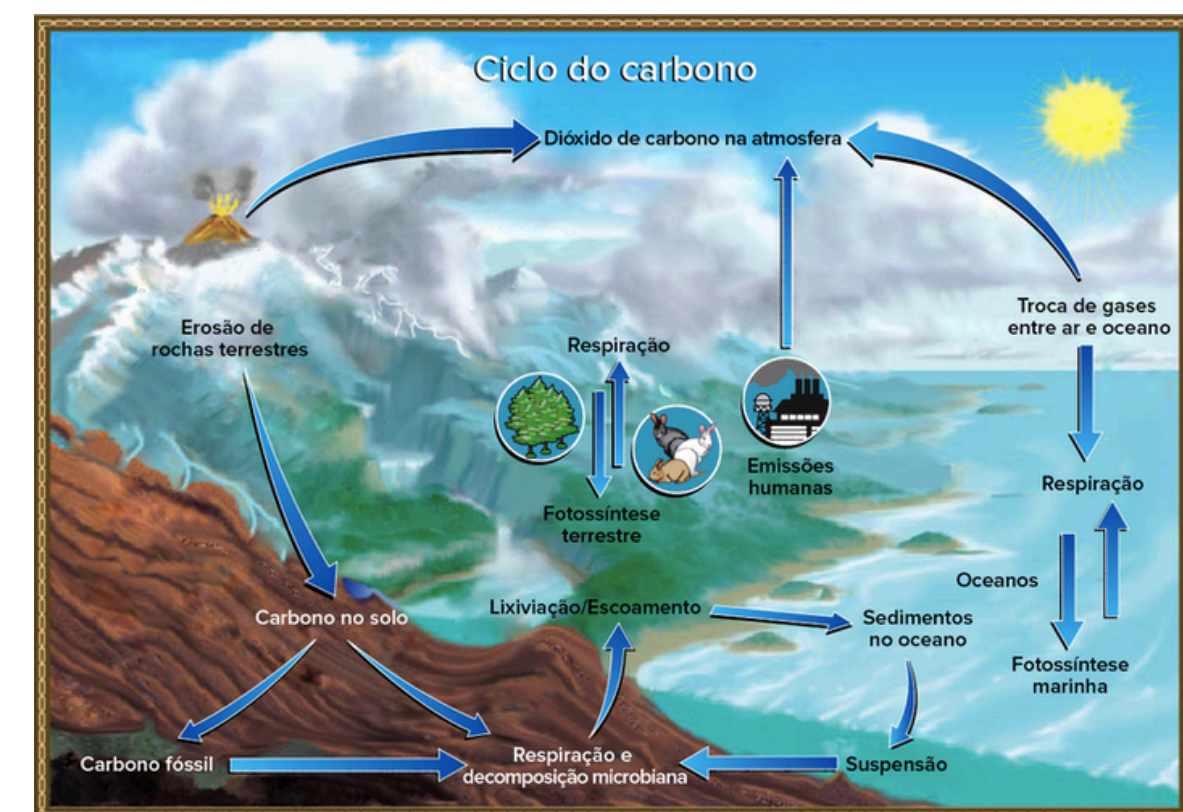 Ciclo do carbono
Dióxido de carbono na atmosfera
Troca de gases
entre ar e oceano
Erosão de
rochas terrestres
Respiração
Emissões
humanas
Respiração
Fotossíntese
terrestre
Oceanos
Lixiviação/Escoamento
Carbono no solo
Sedimentos
no oceano
Fotossíntese
marinha
Carbono fóssil
Respiração e
decomposição microbiana
Suspensão